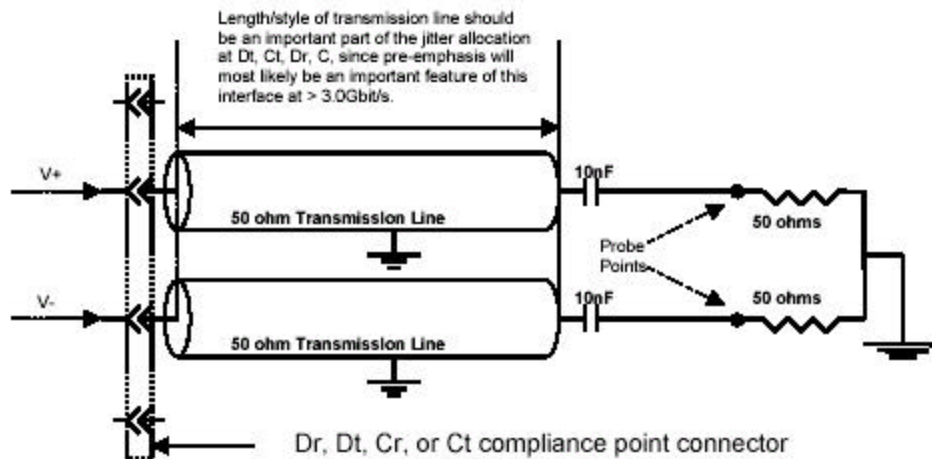 Length/style of transmission line should
be an important part of the jitter allocation
at Dt, Ct, Dr, C, since pre-emphasis will
most likely be an important feature of this
interface at > 3.0Gbit/s.
V+
10nF
50 ohm Transmission Line
50 ohms
Probe
Points
V-
10nF
50 ohms
50 ohm Transmission Line
Dr, Dt, Cr, or Ct compliance point connector